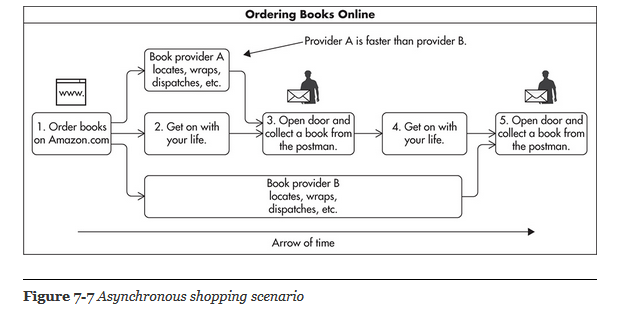 Ordering Books Online
Provider A is faster than provider B.
Book provider A
locates, wraps,
dispatches, etc.
www.
1. Order books
on Amazon.com
2. Get on with
your life.
3. Open door and
collect a book from
the postman.
4. Get on with
your life.
5. Open door and
collect a book from
the postman.
Book provider B
locates, wraps,
dispatches, etc.
Arrow of time
Figure 7-7 Asynchronous shopping scenario